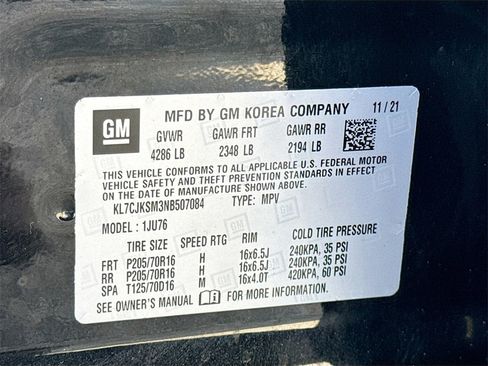 GM MFD BY GM KOREA COMPANY 11 / 21
GVWR GAWR FRT GAWR RR
4286 LB 2348 LB 2194 LB
THIS VEHICLE CONFORMS TO ALL APPLICABLE U.S. FEDERAL MOTOR
VEHICLE SAFETY AND THEFT PREVENTION STANDARDS IN EFFECT ON
THE DATE OF MANUFACTURE SHOWN ABOVE.
KL7CJKSM3NB507084 TYPE: MPV
MODEL : 1JU76
TIRE SIZE SPEED RTG RIM COLD TIRE PRESSURE
FRT P205/70R16 H 16x6.5J 240KPA, 35 PSI
RR P205/70R16 H 16x6.5J 240KPA, 35 PSI
SPA T125/70D16 M 16x4.0T 420KPA, 60 PSI
SEE OWNER'S MANUAL FOR MORE INFORMATION.